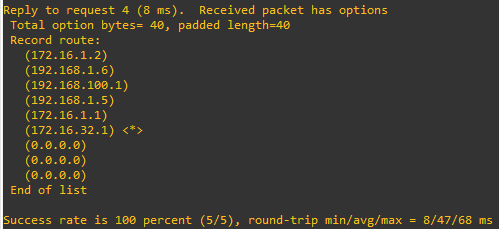 Reply to request 4 (8 ms).  Received packet has options
 Total option bytes= 40, padded length=40
 Record route:
   (172.16.1.2)
   (192.168.1.6)
   (192.168.100.1)
   (192.168.1.5)
   (172.16.1.1)
   (172.16.32.1) <*>
   (0.0.0.0)
   (0.0.0.0)
   (0.0.0.0)
 End of list

Success rate is 100 percent (5/5), round-trip min/avg/max = 8/47/68 ms